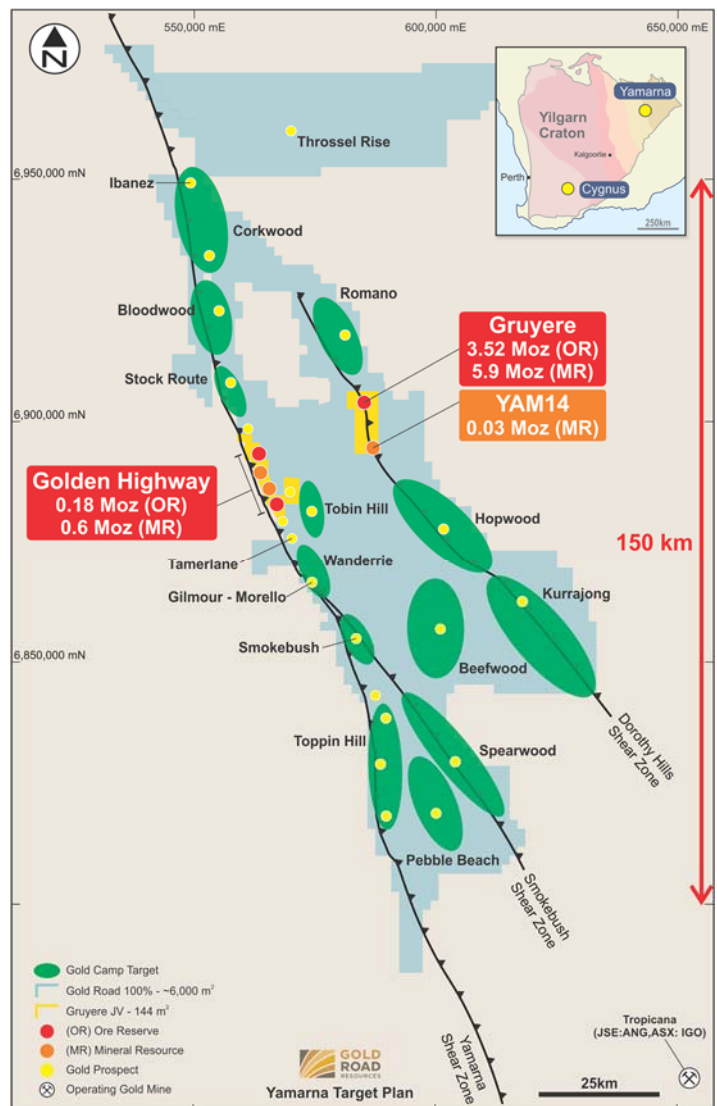 550,000 mE
600,000 mE
650,000 mE
N
Yamarna
Yilgarn
Craton
Kalgoorlie
Perth
Cygnus
250km
Throssel Rise
6,950,000 mN
Ibanez
Corkwood
Romano
Bloodwood
Gruyere
3.52 Moz (OR)
5.9 Moz (MR)
Stock Route
YAM14
0.03 Moz (MR)
6,900,000 mN
Golden Highway
0.18 Moz (OR)
0.6 Moz (MR)
Tobin Hill
Hopwood
150 km
Tamerlane
Wanderrie
Gilmour - Morello
Kurrajong
Smokebush
Beefwood
6,850,000 mN
Toppin Hill
Spearwood
Dorothy Hills
Shear Zone
Pebble Beach
Smokebush
Shear Zone
Yamarna
Shear Zone
Gold Camp Target
Gold Road 100% - ~6,000 m²
Gruyere JV - 144 m²
(OR) Ore Reserve
(MR) Mineral Resource
Gold Prospect
Operating Gold Mine
GOLD
ROAD
RESOURCES
Yamarna Target Plan
25km
Tropicana
(JSE:ANG,ASX: IGO)